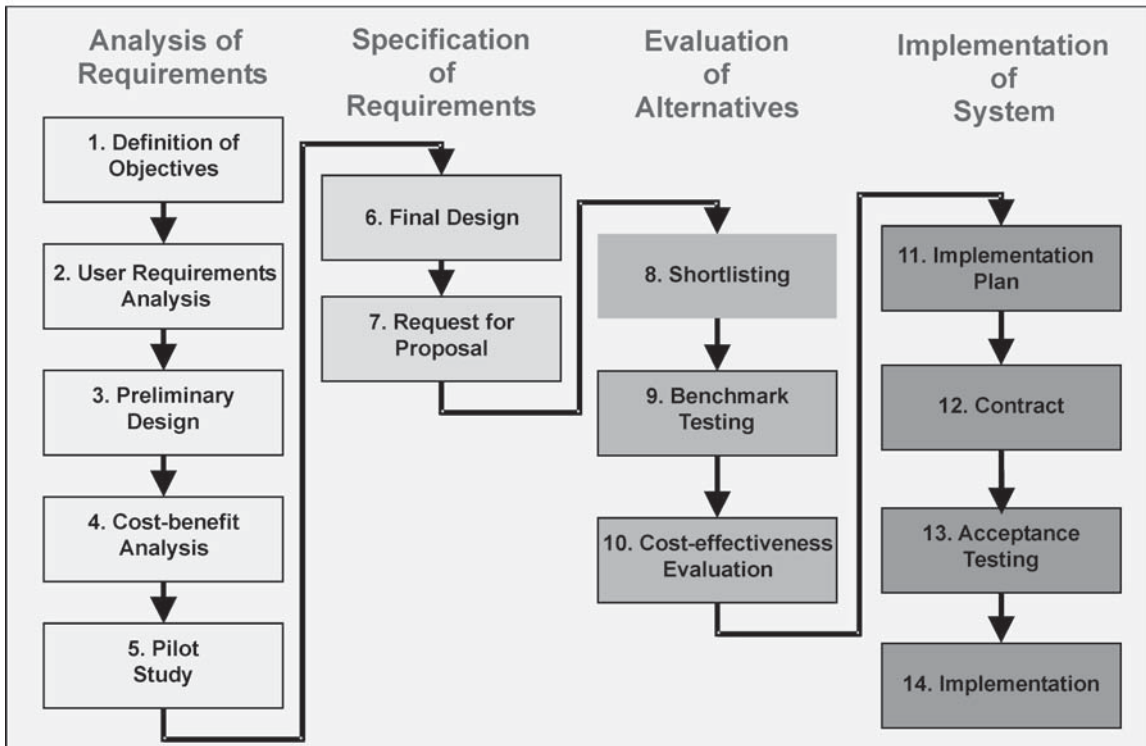 Analysis of
Requirements
1. Definition of
Objectives
2. User Requirements
Analysis
3. Preliminary
Design
4. Cost-benefit
Analysis
5. Pilot
Study
Specification
of
Requirements
6. Final Design
7. Request for
Proposal
Evaluation
of
Alternatives
8. Shortlisting
9. Benchmark
Testing
10. Cost-effectiveness
Evaluation
Implementation
of
System
11. Implementation
Plan
12. Contract
13. Acceptance
Testing
14. Implementation